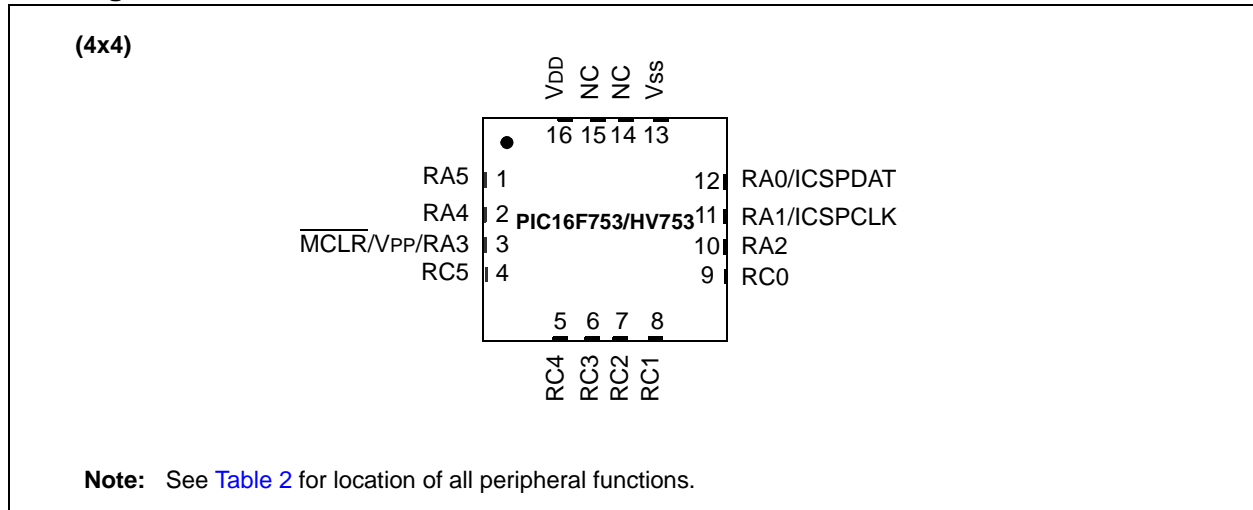 (4x4)
VDD NC NC Vss
16 15 14 13
RA5 1 12 RA0/ICSPDAT
RA4 2 PIC16F753/HV753 11 RA1/ICSPCLK
MCLR/VPP/RA3 3 10 RA2
RC5 4 9 RC0
5 6 7 8
RC4 RC3 RC2 RC1
Note: See Table 2 for location of all peripheral functions.